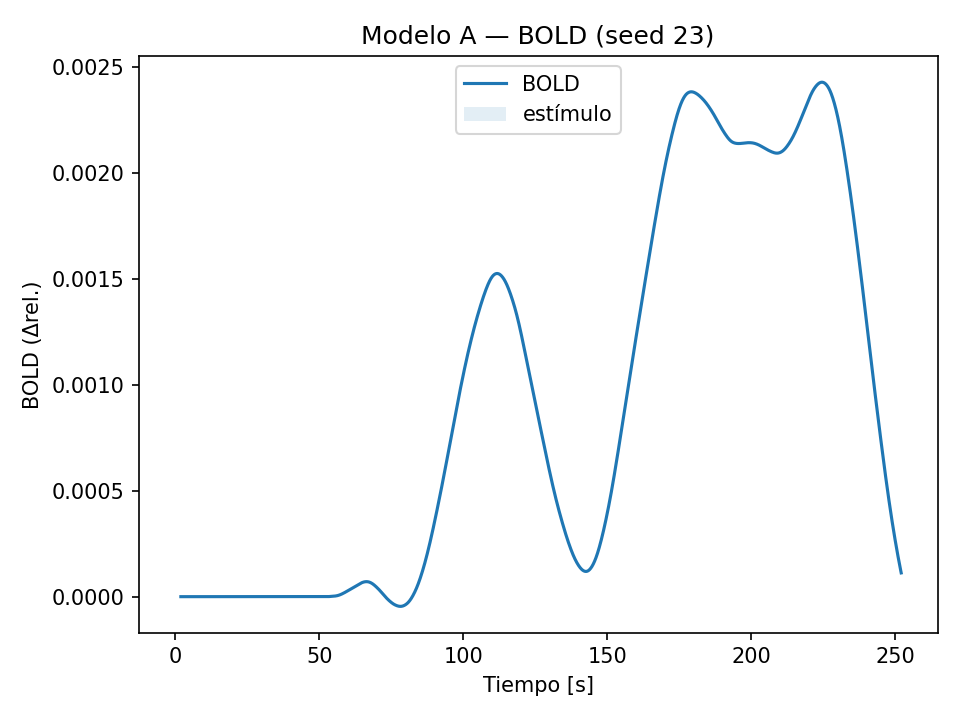 Modelo A — BOLD (seed 23)
BOLD
estímulo
0.0025
0.0020
0.0015
0.0010
0.0005
0.0000
BOLD (Δrel.)
0
50
100
150
200
250
Tiempo [s]